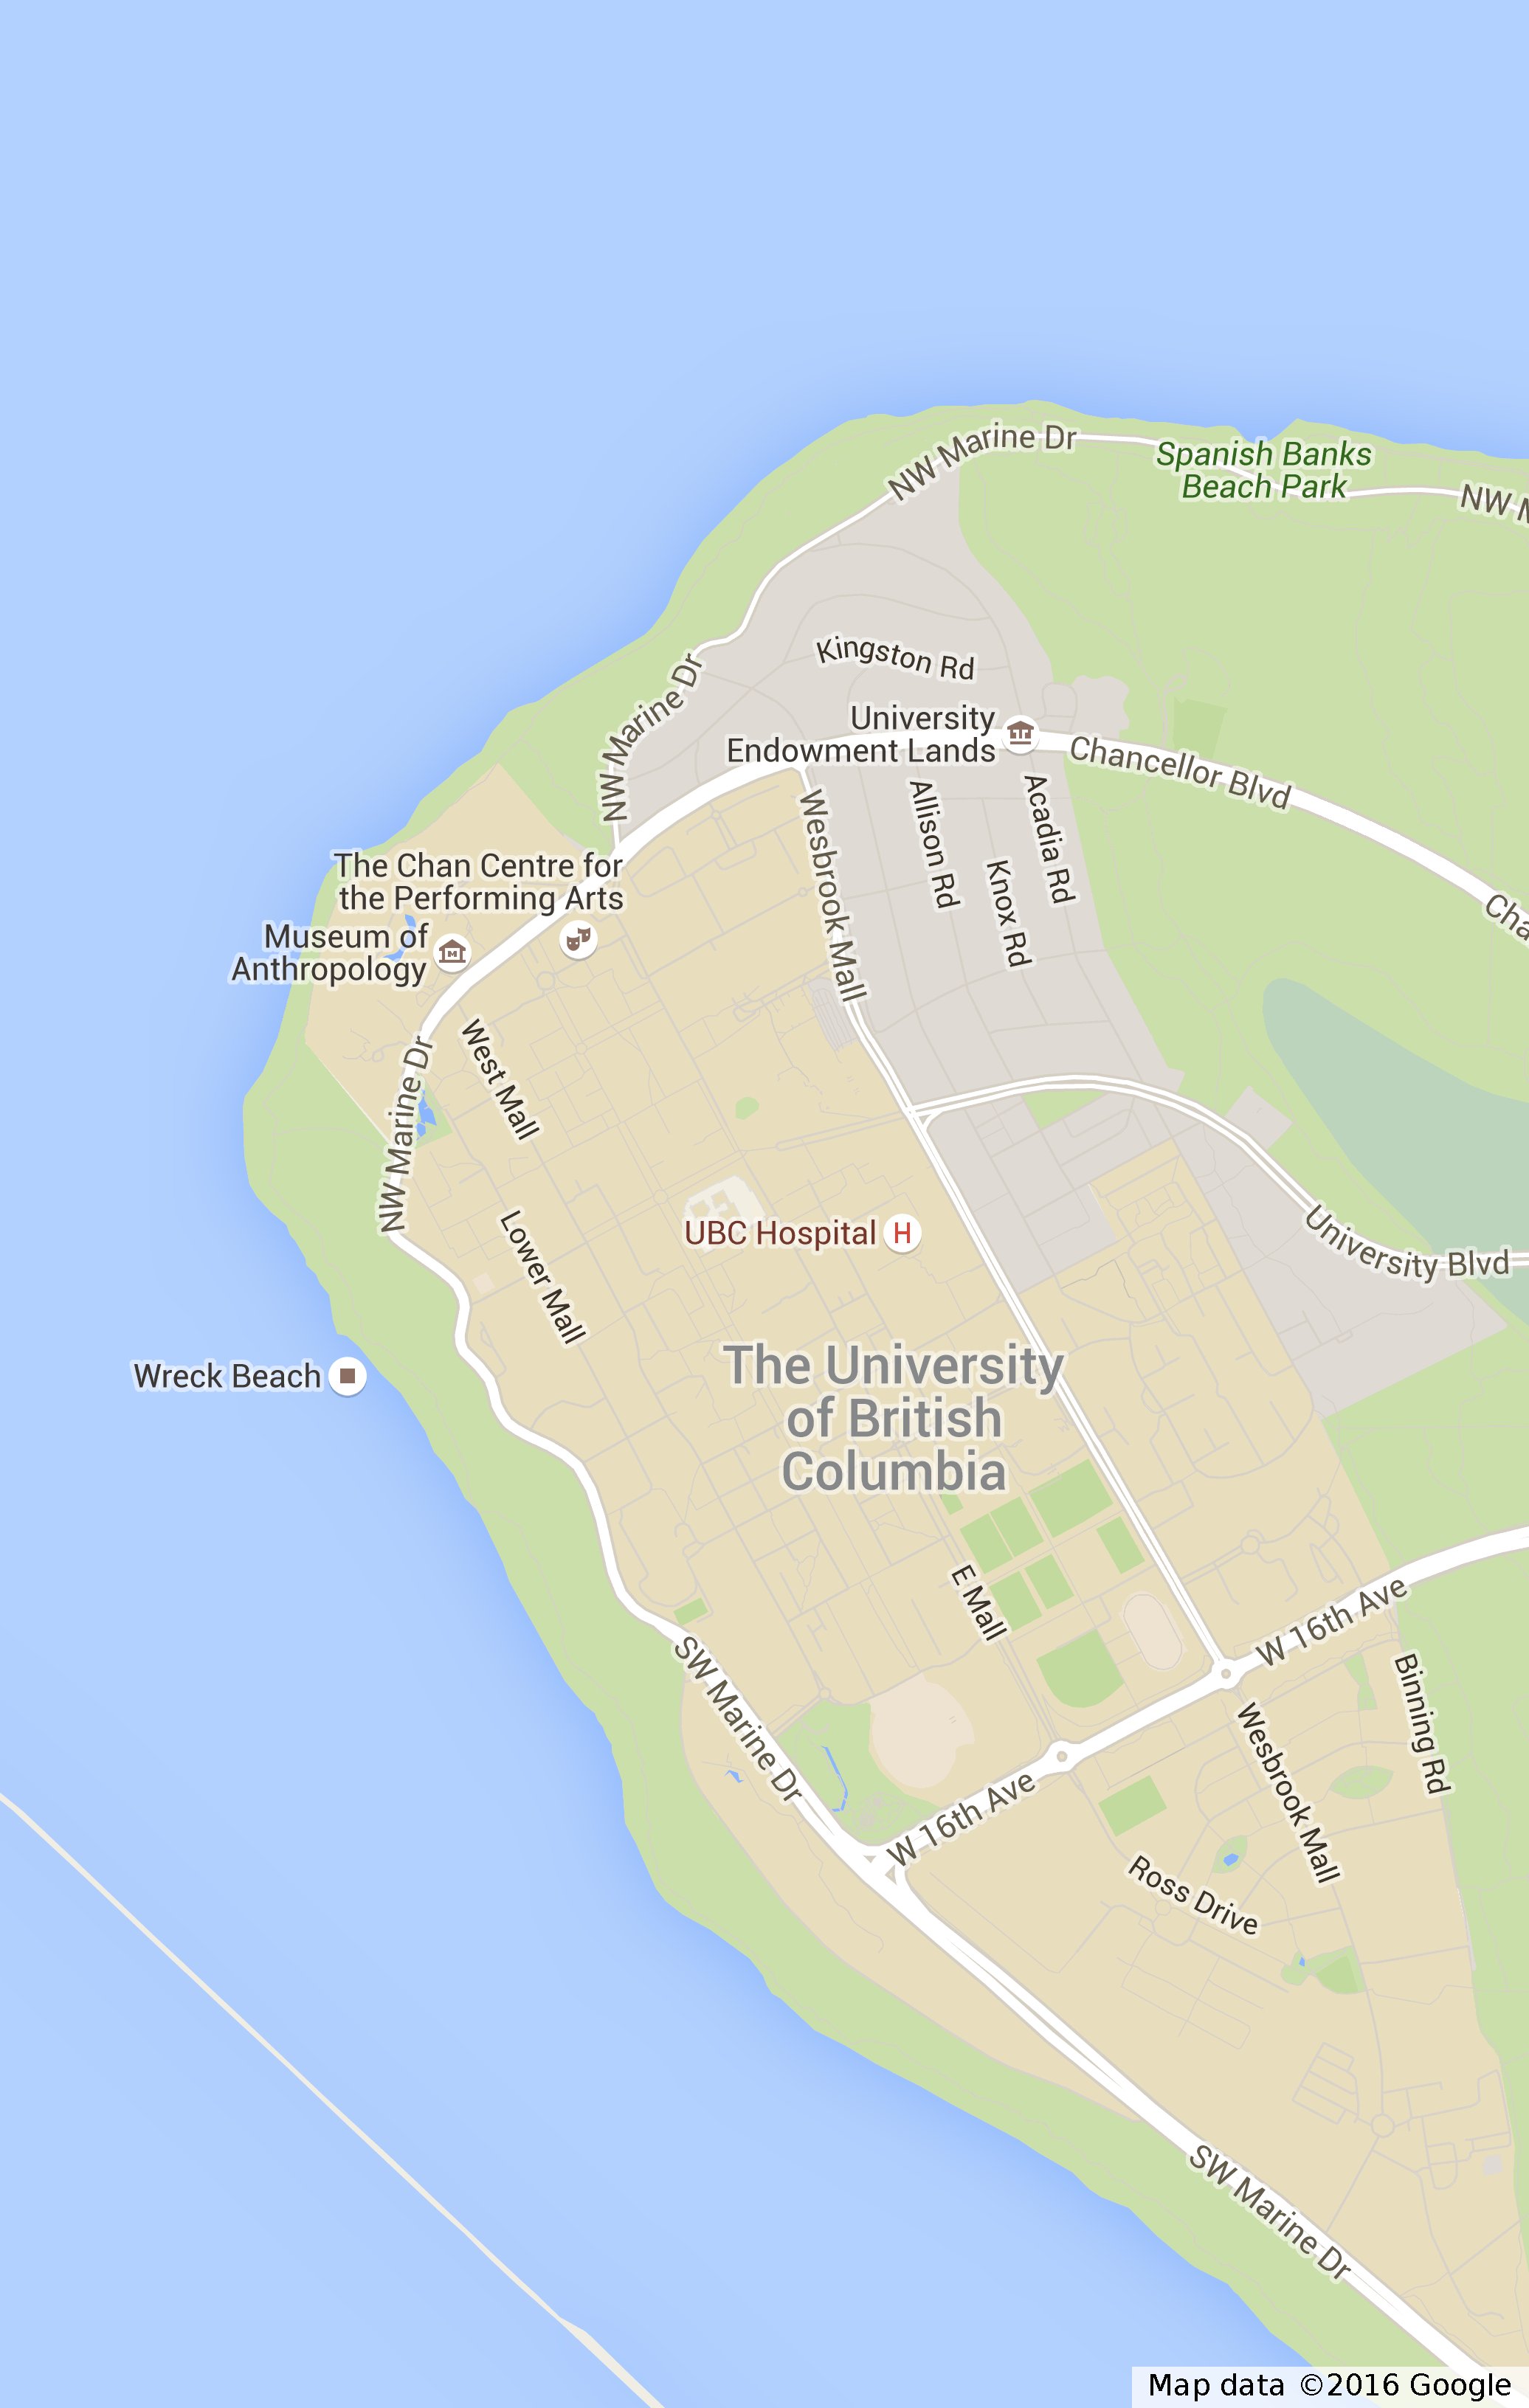 NW Marine Dr
Spanish Banks
Beach Park
NW M
Kingston Rd
NW Marine Dr
University
Endowment Lands
Chancellor Blvd
Wesbrook Mall
Allison Rd
Acadia Rd
Knox Rd
Cha
The Chan Centre for
the Performing Arts
Museum of
Anthropology
West Mall
NW Marine Dr
Lower Mall
UBC Hospital
H
University Blvd
Wreck Beach
The University
of British
Columbia
E Mall
W 16th Ave
SW Marine Dr
Binning Rd
Wesbrook Mall
W 16th Ave
Ross Drive
SW Marine Dr
Map data ©2016 Google